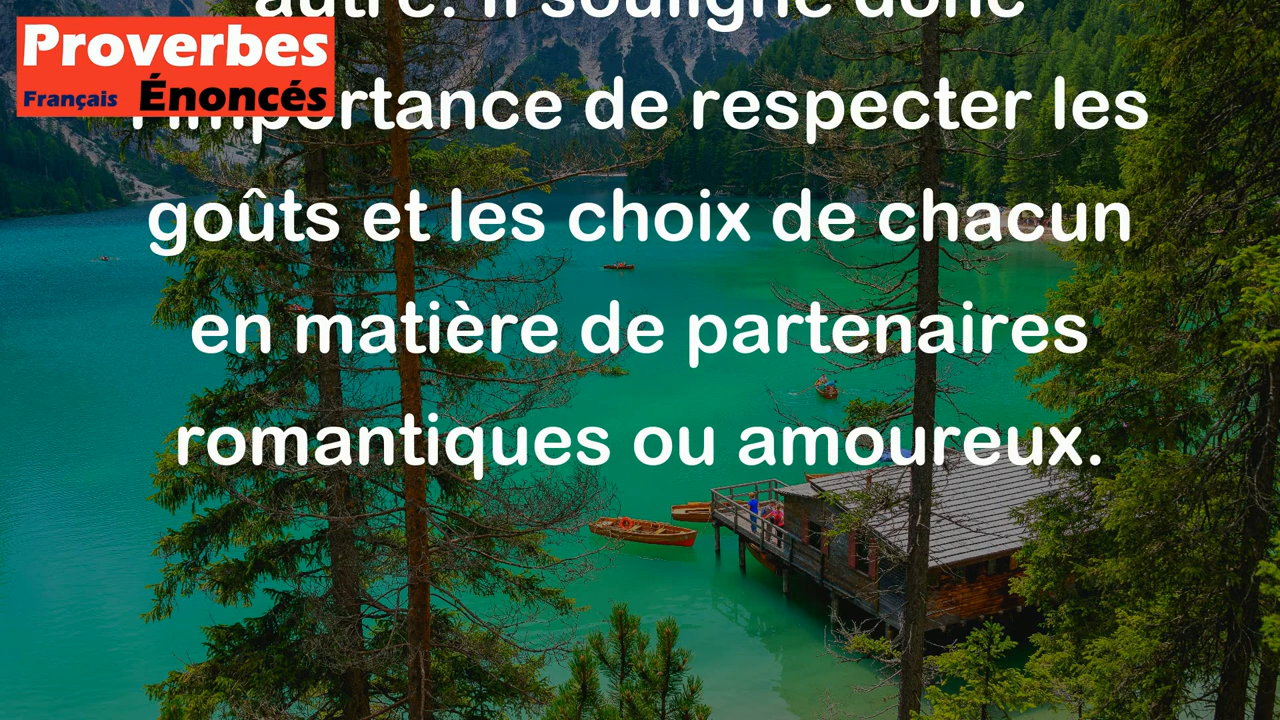 Proverbes
Français Énoncés
autre. Il souligne donc
l'importance de respecter les
goûts et les choix de chacun
en matière de partenaires
romantiques ou amoureux.